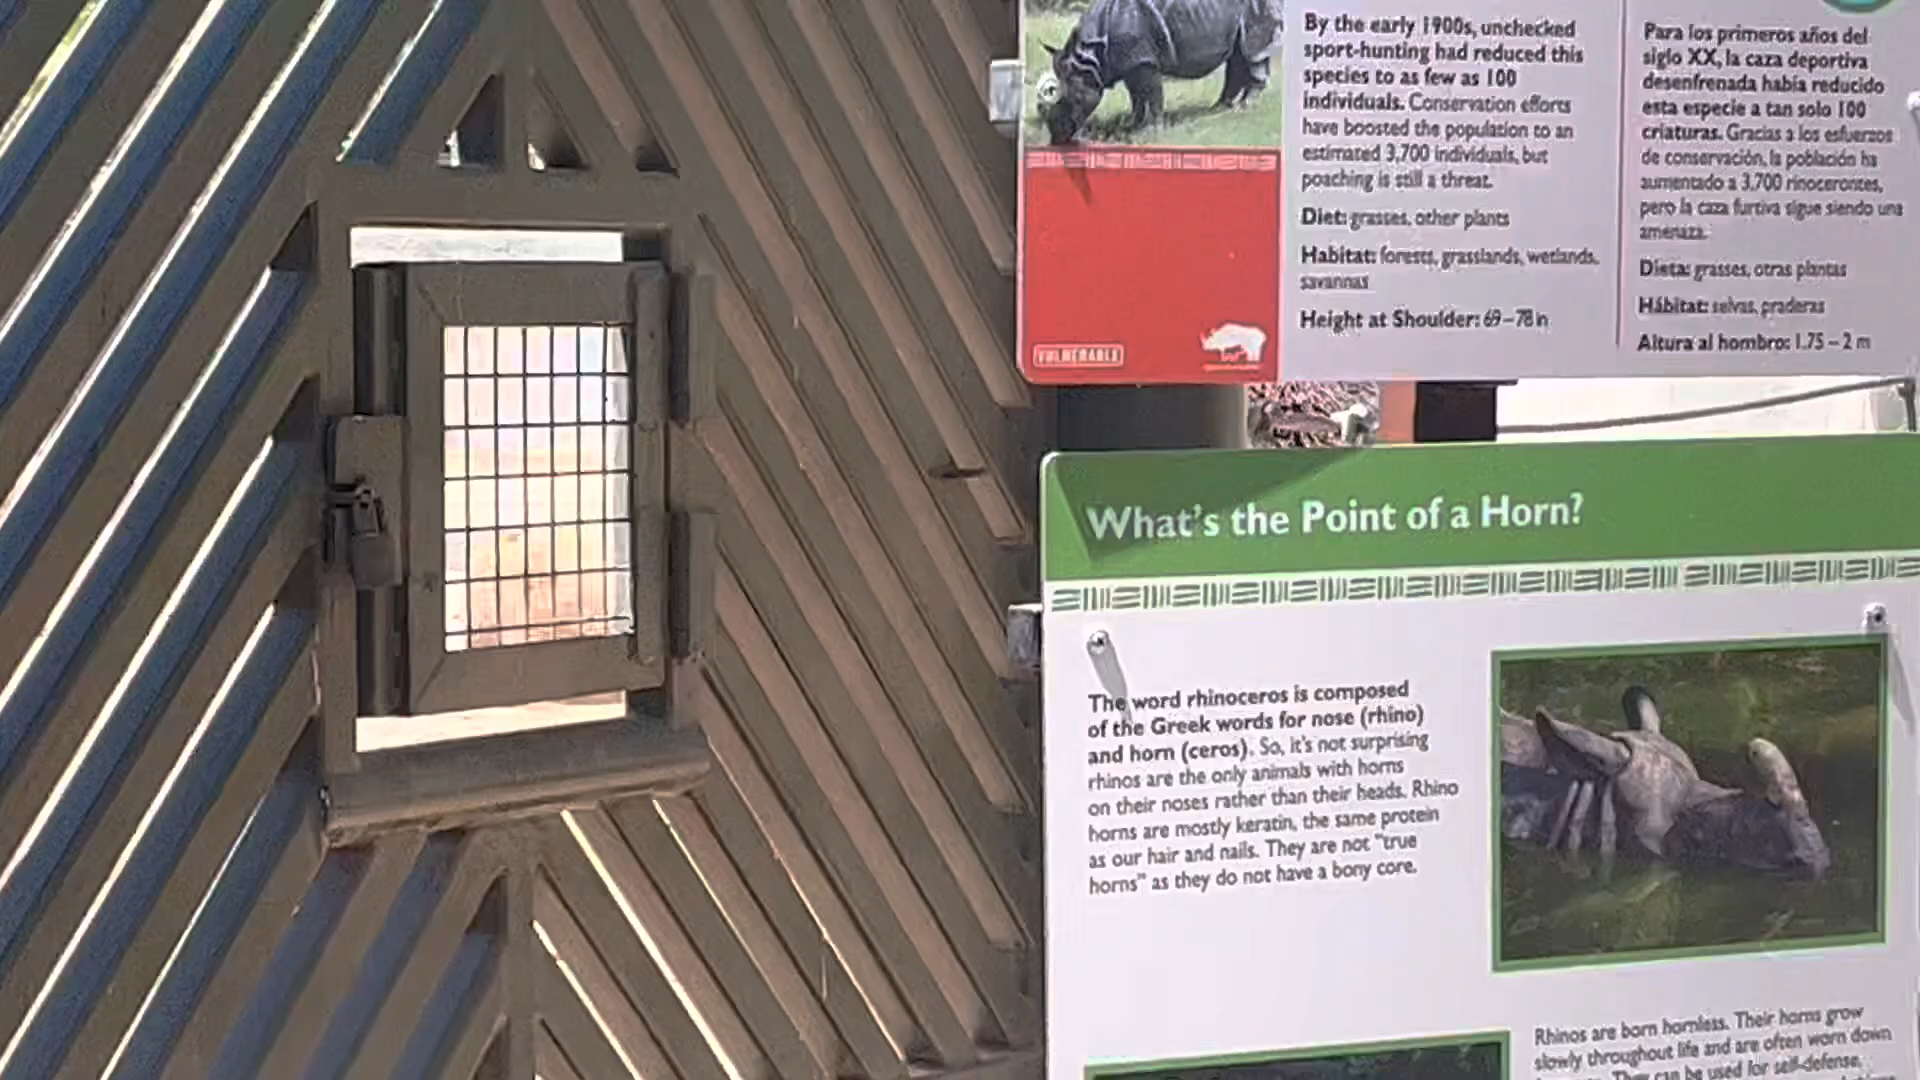 By the early 1900s, unchecked
sport-hunting had reduced this
species to as few as 100
individuals. Conservation efforts
have boosted the population to an
estimated 3,700 individuals, but
poaching is still a threat.
Diet: grasses, other plants
Habitat: forests, grasslands, wetlands,
savannas
Height at Shoulder: 69–78 in
Para los primeros años del
siglo XX, la caza deportiva
desenfrenada había reducido
esta especie a tan solo 100
criaturas. Gracias a los esfuerzos
de conservación, la población ha
aumentado a 3,700 rinocerontes,
pero la caza furtiva sigue siendo una
amenaza.
Dieta: grasses, otras plantas
Hábitat: selvas, praderas
Altura al hombro: 1.75 – 2 m
VULNERABLE
What's the Point of a Horn?
The word rhinoceros is composed
of the Greek words for nose (rhino)
and horn (ceros). So, it's not surprising
rhinos are the only animals with horns
on their noses rather than their heads. Rhino
horns are mostly keratin, the same protein
as our hair and nails. They are not "true
horns" as they do not have a bony core.
Rhinos are born hornless. Their horns grow
slowly throughout life and are often worn down
They can be used for self-defense,